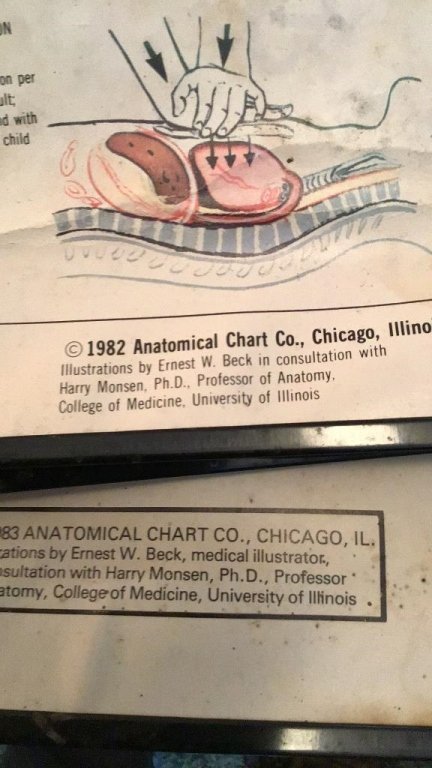 ON
on per
ult;
d with
child
© 1982 Anatomical Chart Co., Chicago, Illino
Illustrations by Ernest W. Beck in consultation with
Harry Monsen, Ph.D., Professor of Anatomy,
College of Medicine, University of Illinois
983 ANATOMICAL CHART CO., CHICAGO, IL.
rations by Ernest W. Beck, medical illustrator,
nsultation with Harry Monsen, Ph.D., Professor
atomy, College of Medicine, University of Illinois